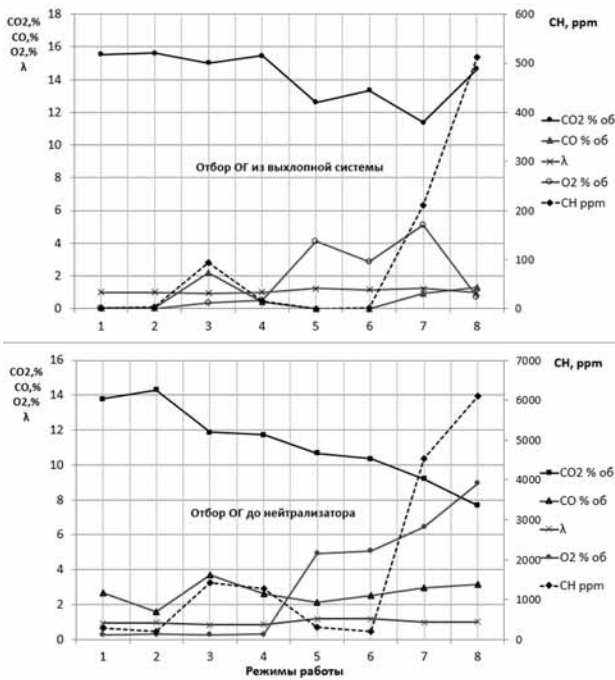 CO2,%
CO,%
O2,%
λ
18
16
14
12
10
8
6
4
2
0
CH, ppm
600
500
400
300
200
100
0
Отбор ОГ из выхлопной системы
1 2 3 4 5 6 7 8
CO2 % об
CO % об
λ
O2 % об
CH ppm
CO2,%
CO,%
O2,%
λ
16
14
12
10
8
6
4
2
0
CH, ppm
7000
6000
5000
4000
3000
2000
1000
0
Отбор ОГ до нейтрализатора
1 2 3 4 5 6 7 8
Режимы работы
CO2 % об
CO % об
λ
O2 % об
CH ppm